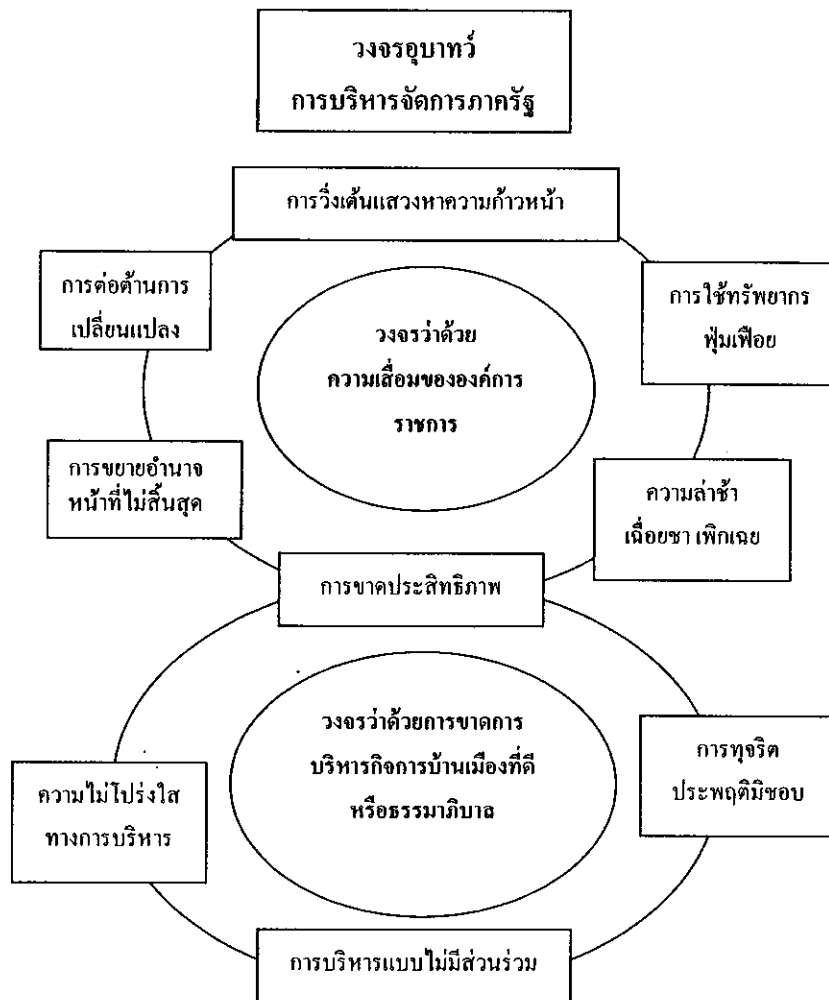 วงจรอุบาทว์
การบริหารจัดการภาครัฐ
การวิ่งเต้นแสวงหาความก้าวหน้า
การต่อต้านการ
เปลี่ยนแปลง
การใช้ทรัพยากร
ฟุ่มเฟือย
วงจรว่าด้วย
ความเสื่อมขององค์การ
ราชการ
การขยายอำนาจ
หน้าที่ไม่สิ้นสุด
ความล่าช้า
เฉื่อยชา เพิกเฉย
การขาดประสิทธิภาพ
วงจรว่าด้วยการขาดการ
บริหารกิจการบ้านเมืองที่ดี
หรือธรรมาภิบาล
ความไม่โปร่งใส
ทางการบริหาร
การทุจริต
ประพฤติมิชอบ
การบริหารแบบไม่มีส่วนร่วม